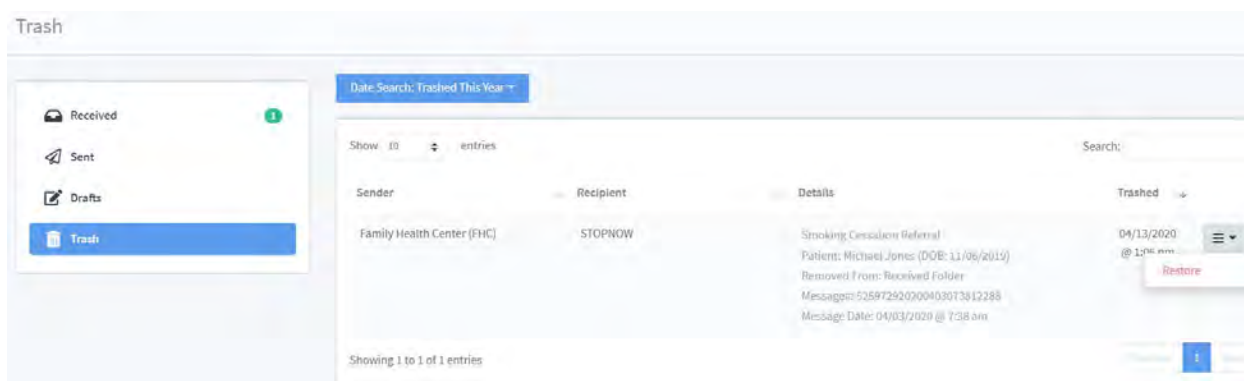 Trash
Received 1
Sent
Drafts
Trash
Date Search: Trashed This Year
Show 10 entries
Search:
Sender Recipient Details Trashed
Family Health Center (FHC) STOPNOW Smoking Cessation Referral 04/13/2020
Patient: Michael Jones (DOB: 11/06/2019) @ 1:06 pm
Removed From: Received Folder Restore
Message Date: 04/03/2020 @ 7:38 am
Showing 1 to 1 of 1 entries
1